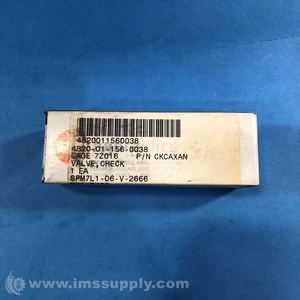 4820011560038
4820-01-156-0038
CAGE 7Z016 P/N CKCAXAN
VALVE,CHECK
1 EA
SPM7L1-06-V-2666
www.imssupply.com